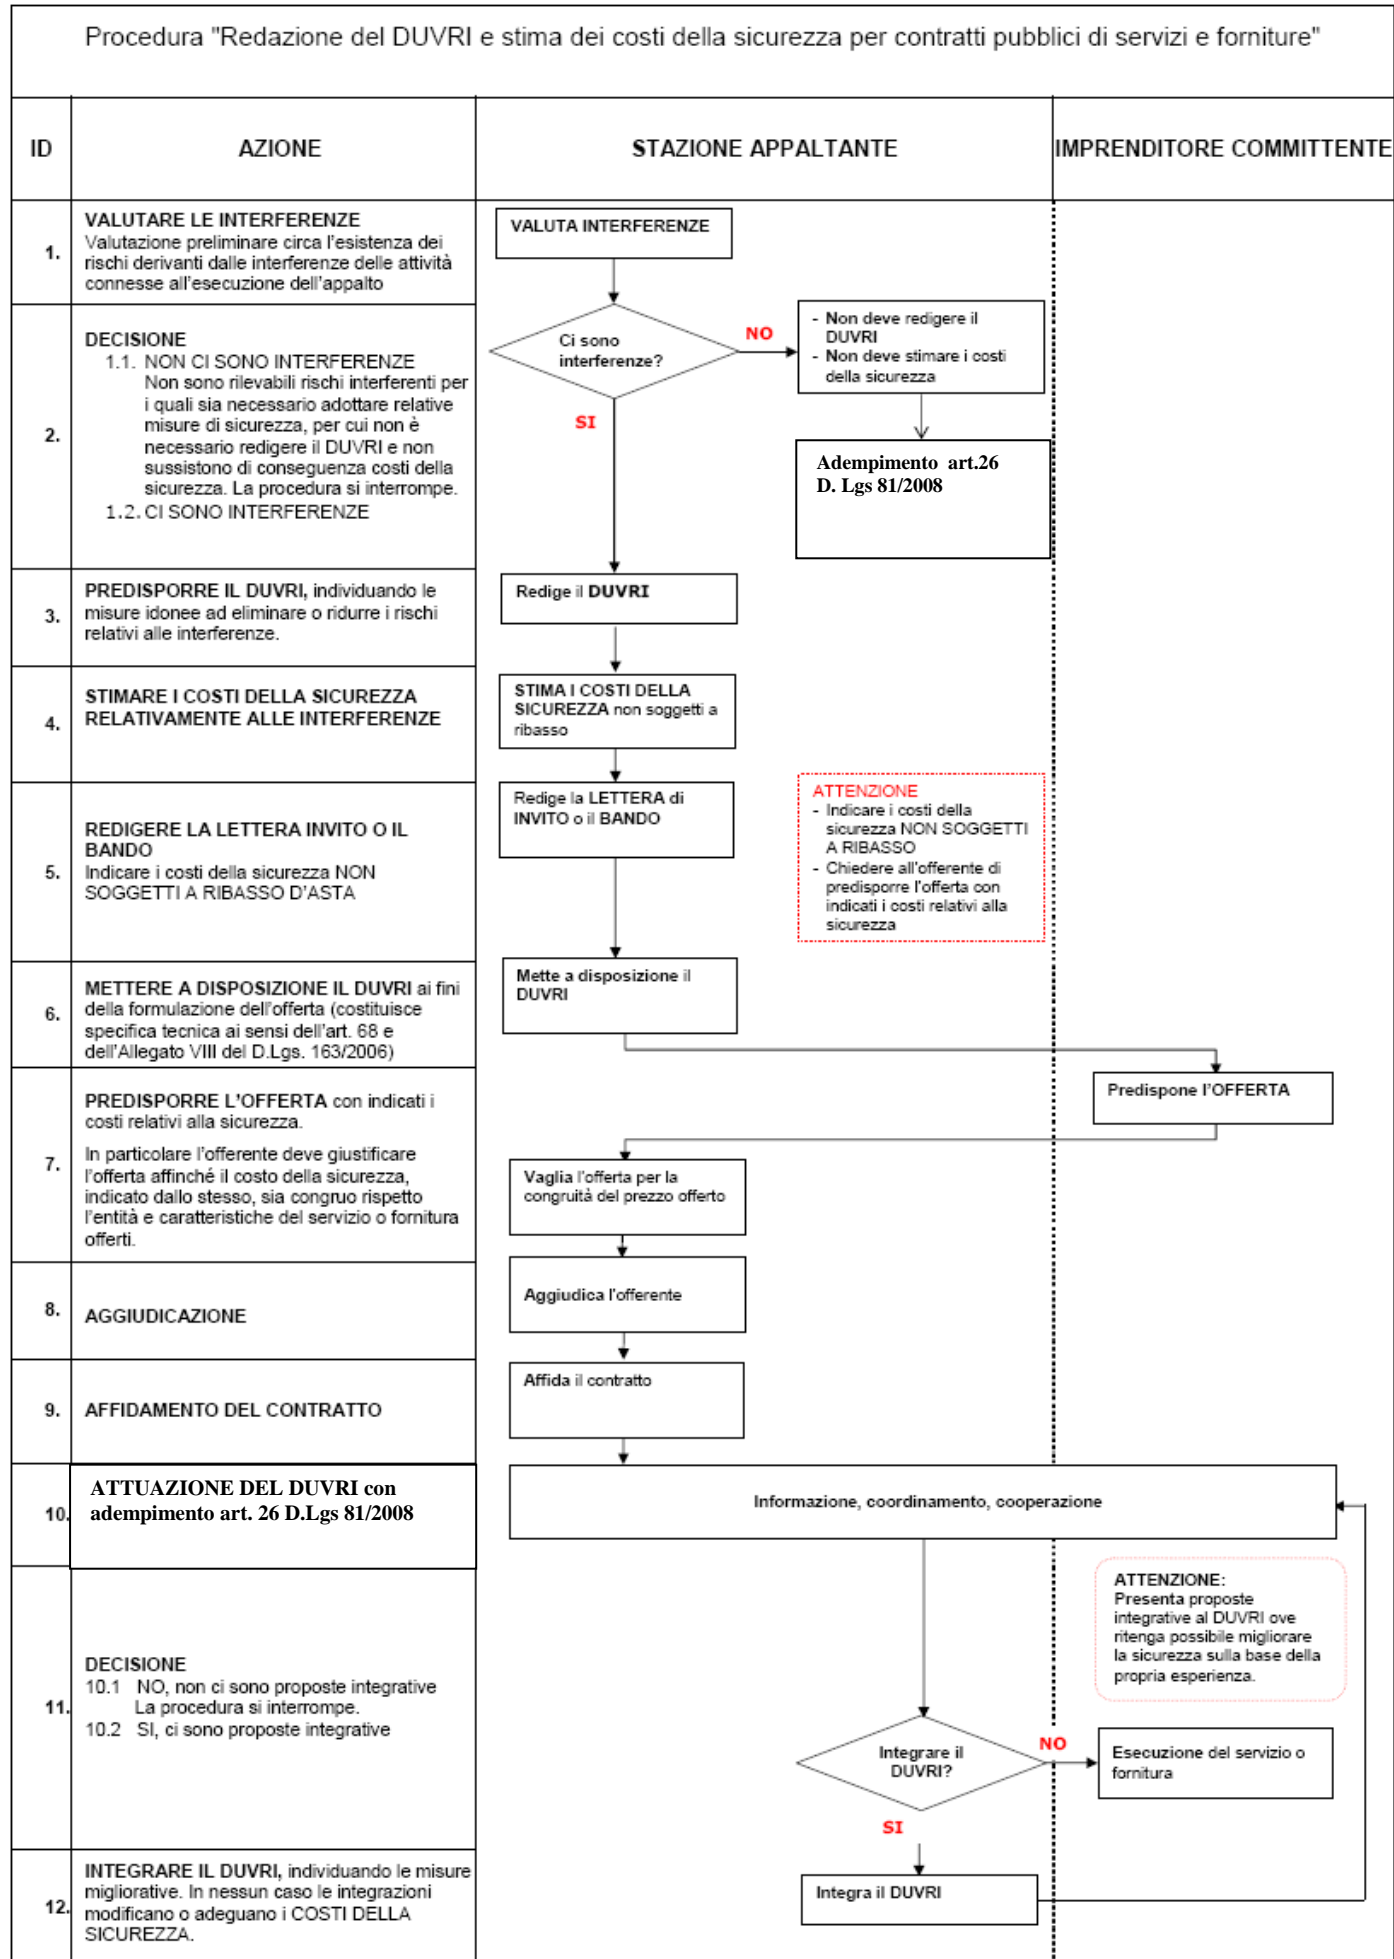 Procedura "Redazione del DUVRI e stima dei costi della sicurezza per contratti pubblici di servizi e forniture"
ID
AZIONE
STAZIONE APPALTANTE
IMPRENDITORE COMMITTENTE
1.
VALUTARE LE INTERFERENZE
Valutazione preliminare circa l'esistenza dei
rischi derivanti dalle interferenze delle attività
connesse all'esecuzione dell'appalto
VALUTA INTERFERENZE
2.
DECISIONE
1.1. NON CI SONO INTERFERENZE
Non sono rilevabili rischi interferenti per
i quali sia necessario adottare relative
misure di sicurezza, per cui non è
necessario redigere il DUVRI e non
sussistono di conseguenza costi della
sicurezza. La procedura si interrompe.
1.2. CI SONO INTERFERENZE
Ci sono
interferenze?
NO
SI
- Non deve redigere il
DUVRI
- Non deve stimare i costi
della sicurezza
Adempimento art.26
D. Lgs 81/2008
3.
PREDISPORRE IL DUVRI, individuando le
misure idonee ad eliminare o ridurre i rischi
relativi alle interferenze.
Redige il DUVRI
4.
STIMARE I COSTI DELLA SICUREZZA
RELATIVAMENTE ALLE INTERFERENZE
STIMA I COSTI DELLA
SICUREZZA non soggetti a
ribasso
5.
REDIGERE LA LETTERA INVITO O IL
BANDO
Indicare i costi della sicurezza NON
SOGGETTI A RIBASSO D'ASTA
Redige la LETTERA di
INVITO o il BANDO
ATTENZIONE
- Indicare i costi della
sicurezza NON SOGGETTI
A RIBASSO
- Chiedere all'offerente di
predisporre l'offerta con
indicati i costi relativi alla
sicurezza
6.
METTERE A DISPOSIZIONE IL DUVRI ai fini
della formulazione dell'offerta (costituisce
specifica tecnica ai sensi dell'art. 68 e
dell'Allegato VIII del D.Lgs. 163/2006)
Mette a disposizione il
DUVRI
7.
PREDISPORRE L'OFFERTA con indicati i
costi relativi alla sicurezza.
In particolare l'offerente deve giustificare
l'offerta affinché il costo della sicurezza,
indicato dallo stesso, sia congruo rispetto
l'entità e caratteristiche del servizio o fornitura
offerti.
Predispone l'OFFERTA
Vaglia l'offerta per la
congruità del prezzo offerto
8.
AGGIUDICAZIONE
Aggiudica l'offerente
9.
AFFIDAMENTO DEL CONTRATTO
Affida il contratto
10.
ATTUAZIONE DEL DUVRI con
adempimento art. 26 D.Lgs 81/2008
Informazione, coordinamento, cooperazione
11.
DECISIONE
10.1 NO, non ci sono proposte integrative
La procedura si interrompe.
10.2 SI, ci sono proposte integrative
ATTENZIONE:
Presenta proposte
integrative al DUVRI ove
ritenga possibile migliorare
la sicurezza sulla base della
propria esperienza.
Integrare il
DUVRI?
NO
SI
Esecuzione del servizio o
fornitura
12.
INTEGRARE IL DUVRI, individuando le misure
migliorative. In nessun caso le integrazioni
modificano o adeguano i COSTI DELLA
SICUREZZA.
Integra il DUVRI